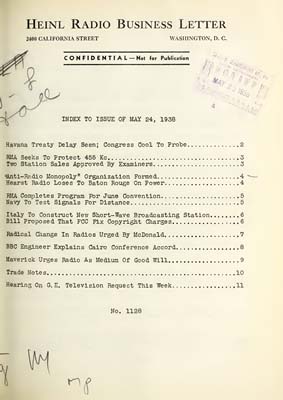 HEINL RADIO BUSINESS LETTER
2400 CALIFORNIA STREET WASHINGTON, D. C.
CONFIDENTIAL—Not for Publication
INDEX TO ISSUE OF MAY 24, 1938
Havana Treaty Delay Seen; Congress Cool To Probe.............2
RMA Seeks To Protect 455 Kc..................................3
Two Station Sales Approved By Examiners......................3
"Anti-Radio Monopoly" Organization Formed....................4
Hearst Radio Loses To Baton Rouge On Power...................4
RMA Completes Program For June Convention....................5
Navy To Test Signals For Distance............................5
Italy To Construct New Short-Wave Broadcasting Station.......6
Bill Proposed That FCC Fix Copyright Charges.................6
Radical Change In Radios Urged By McDonald...................7
BBC Engineer Explains Cairo Conference Accord................8
Maverick Urges Radio As Medium Of Good Will..................9
Trade Notes.................................................10
Hearing On G.E. Television Request This Week................11
No. 1128